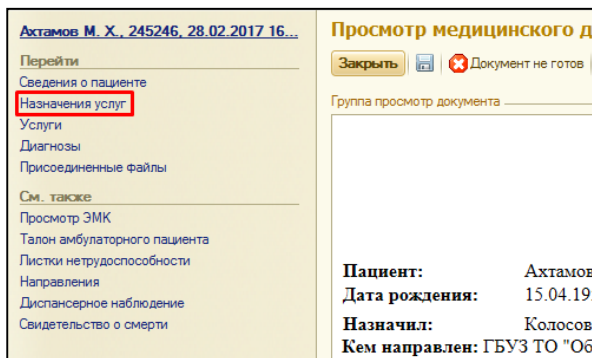 Ахтамов М. Х., 245246, 28.02.2017 16...
Перейти
Сведения о пациенте
Назначения услуг
Услуги
Диагнозы
Присоединенные файлы
См. также
Просмотр ЭМК
Талон амбулаторного пациента
Листки нетрудоспособности
Направления
Диспансерное наблюдение
Свидетельство о смерти
Просмотр медицинского д
Закрыть Документ не готов
Группа просмотр документа
Пациент: Ахтамов
Дата рождения: 15.04.19
Назначил: Колосов
Кем направлен: ГБУЗ ТО "Об